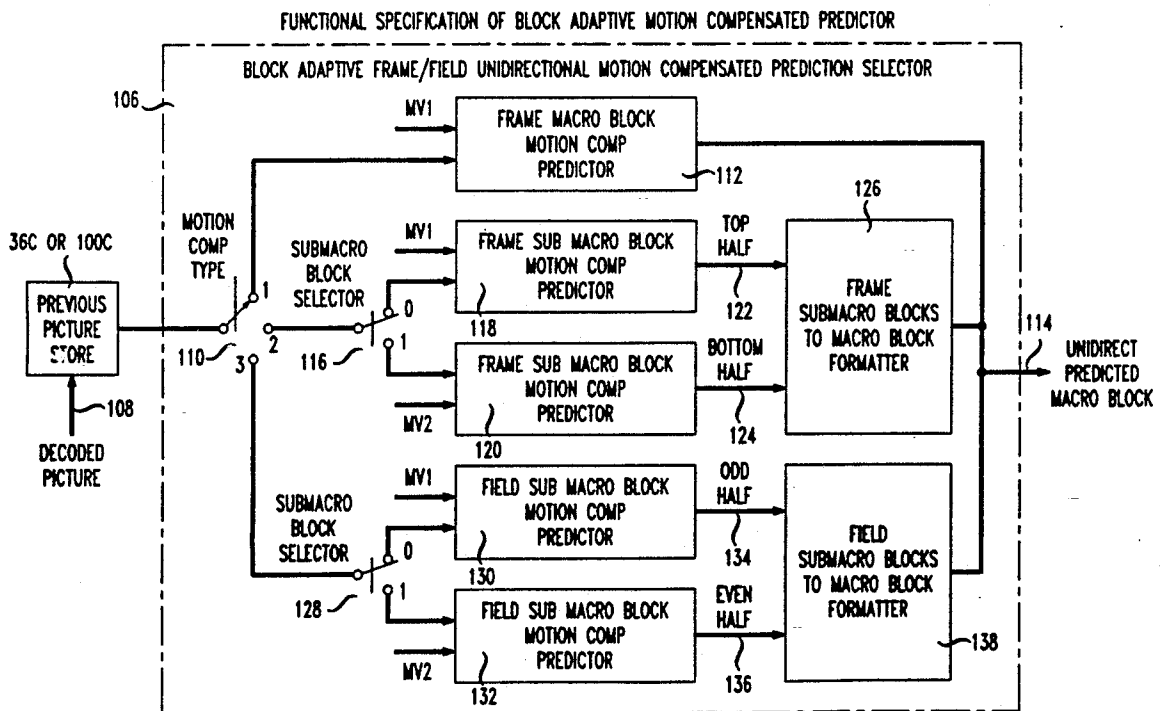 FUNCTIONAL SPECIFICATION OF BLOCK ADAPTIVE MOTION COMPENSATED PREDICTOR
BLOCK ADAPTIVE FRAME/FIELD UNIDIRECTIONAL MOTION COMPENSATED PREDICTION SELECTOR
106
MV1
FRAME MACRO BLOCK
MOTION COMP
PREDICTOR
112
36C OR 100C
PREVIOUS
PICTURE
STORE
108
DECODED
PICTURE
MOTION
COMP
TYPE
1
2
3
110
SUBMACRO
BLOCK
SELECTOR
0
1
116
MV1
FRAME SUB MACRO BLOCK
MOTION COMP
PREDICTOR
118
TOP
HALF
122
FRAME SUB MACRO BLOCK
MOTION COMP
PREDICTOR
MV2
120
BOTTOM
HALF
124
126
FRAME
SUBMACRO BLOCKS
TO MACRO BLOCK
FORMATTER
114
UNIDIRECT
PREDICTED
MACRO BLOCK
SUBMACRO
BLOCK
SELECTOR
0
1
128
MV1
FIELD SUB MACRO BLOCK
MOTION COMP
PREDICTOR
130
ODD
HALF
134
FIELD SUB MACRO BLOCK
MOTION COMP
PREDICTOR
MV2
132
EVEN
HALF
136
FIELD
SUBMACRO BLOCKS
TO MACRO BLOCK
FORMATTER
138